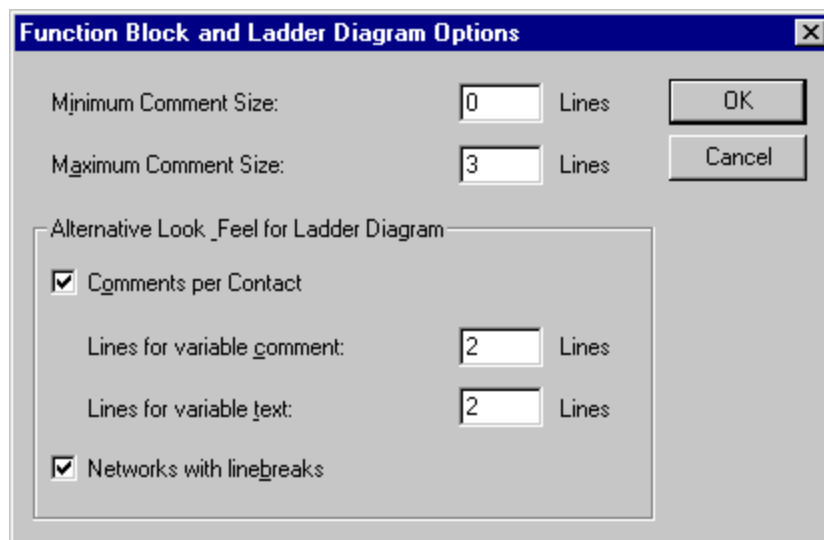 Function Block and Ladder Diagram Options
Minimum Comment Size: 0 Lines OK
Maximum Comment Size: 3 Lines Cancel
Alternative Look _Feel for Ladder Diagram
Comments per Contact
Lines for variable comment: 2 Lines
Lines for variable text: 2 Lines
Networks with linebreaks